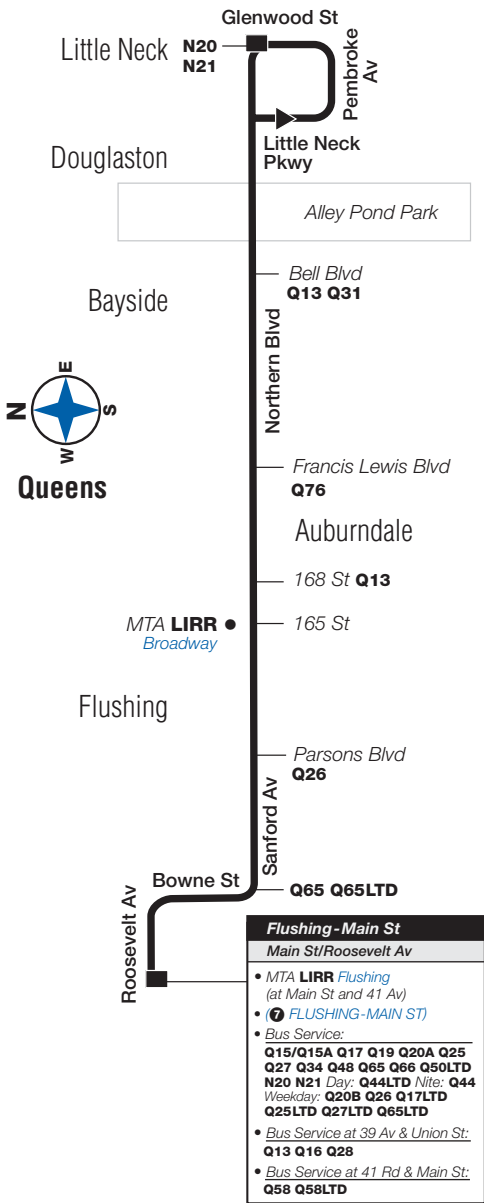 Glenwood St
Little Neck
N20
N21
Pembroke
Av
Little Neck
Pkwy
Douglaston
Alley Pond Park
Bell Blvd
Q13 Q31
Bayside
Northern Blvd
N
E
S
W
Queens
Francis Lewis Blvd
Q76
Auburndale
168 St Q13
MTA LIRR
Broadway
165 St
Flushing
Parsons Blvd
Q26
Sanford Av
Bowne St
Q65 Q65LTD
Roosevelt Av
Flushing-Main St
Main St/Roosevelt Av
• MTA LIRR Flushing
(at Main St and 41 Av)
• (7 FLUSHING-MAIN ST)
• Bus Service:
Q15/Q15A Q17 Q19 Q20A Q25
Q27 Q34 Q48 Q65 Q66 Q50LTD
N20 N21 Day: Q44LTD Nite: Q44
Weekday: Q20B Q26 Q17LTD
Q25LTD Q27LTD Q65LTD
• Bus Service at 39 Av & Union St:
Q13 Q16 Q28
• Bus Service at 41 Rd & Main St:
Q58 Q58LTD